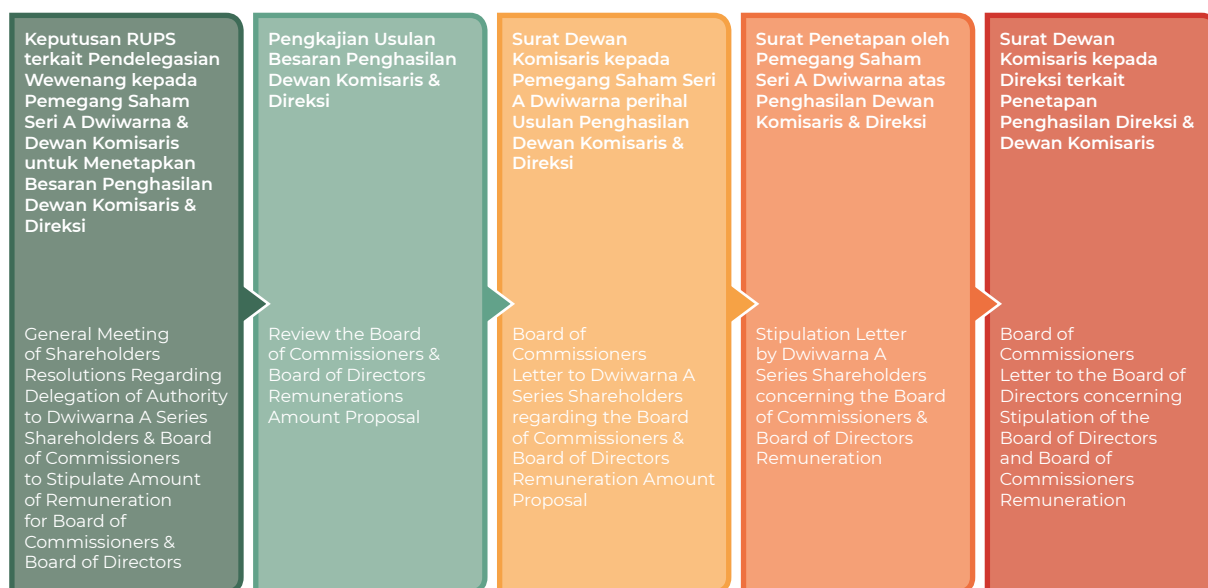 Keputusan RUPS
terkait Pendelegasian
Wewenang kepada
Pemegang Saham
Seri A Dwiwarna &
Dewan Komisaris
untuk Menetapkan
Besaran Penghasilan
Dewan Komisaris &
Direksi
General Meeting
of Shareholders
Resolutions Regarding
Delegation of Authority
to Dwiwarna A Series
Shareholders & Board
of Commissioners
to Stipulate Amount
of Remuneration
for Board of
Commissioners &
Board of Directors
Pengkajian Usulan
Besaran Penghasilan
Dewan Komisaris &
Direksi
Review the Board
of Commissioners &
Board of Directors
Remunerations
Amount Proposal
Surat Dewan
Komisaris kepada
Pemegang Saham Seri
A Dwiwarna perihal
Usulan Penghasilan
Dewan Komisaris &
Direksi
Board of
Commissioners
Letter to Dwiwarna A
Series Shareholders
regarding the Board
of Commissioners &
Board of Directors
Remuneration Amount
Proposal
Surat Penetapan oleh
Pemegang Saham
Seri A Dwiwarna atas
Penghasilan Dewan
Komisaris & Direksi
Stipulation Letter
by Dwiwarna A
Series Shareholders
concerning the Board
of Commissioners &
Board of Directors
Remuneration
Surat Dewan
Komisaris kepada
Direksi terkait
Penetapan
Penghasilan Direksi &
Dewan Komisaris
Board of
Commissioners
Letter to the Board of
Directors concerning
Stipulation of the
Board of Directors
and Board of
Commissioners
Remuneration